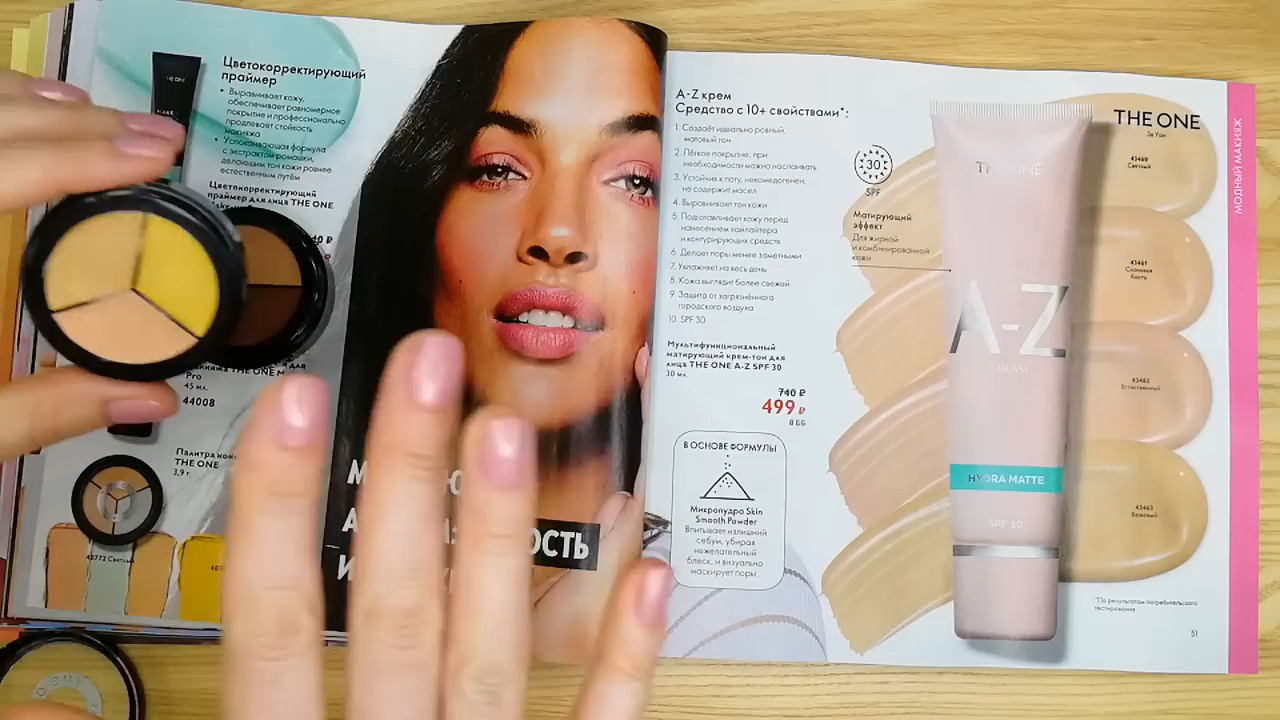 Цветокорректирующий
праймер
• Выравнивает кожу,
обеспечивает равномерное
покрытие и профессионально
продлевает стойкость
макияжа
• Успокаивающая формула
с экстрактом ромашки,
делающим тон кожи ровнее
естественным путём
Цветокорректирующий
праймер для лица THE ONE
THE ONE
Pro
45 мл.
44008
THE ONE
3,9 г.
40772 Светлый
ОСТЬ
А-Z крем
Средство с 10+ свойствами*:
1. Создаёт идеально ровный,
матовый тон
2. Лёгкое покрытие, при
необходимости можно наслаивать
3. Устойчив к поту, некомедогенен,
не содержит масел
4. Выравнивает тон кожи
5. Подготавливает кожу перед
нанесением хайлайтера
и контурирующих средств
6. Делает поры менее заметными
7. Увлажняет на весь день
8. Кожа выглядит более свежей
9. Защита от загрязнённого
городского воздуха
10. SPF 30
Мультифункциональный
матирующий крем-тон для
лица THE ONE A-Z SPF 30
30 мл.
740 ₽
499 ₽
8 ББ
В ОСНОВЕ ФОРМУЛЫ
Микропудра Skin
Smooth Powder
Впитывает излишний
себум, убирая
нежелательный
блеск, и визуально
маскирует поры.
30
SPF
Матирующий
эффект
Для жирной
и комбинированной
кожи
THE ONE
A-Z
CREAM
HYDRA MATTE
SPF 30
THE ONE
Зе Уан
43460
Светлый
43461
Слоновая
Кость
43462
Естественный
43463
Бежевый
*По результатам потребительского
тестирования
51
МОДНЫЙ МАКИЯЖ